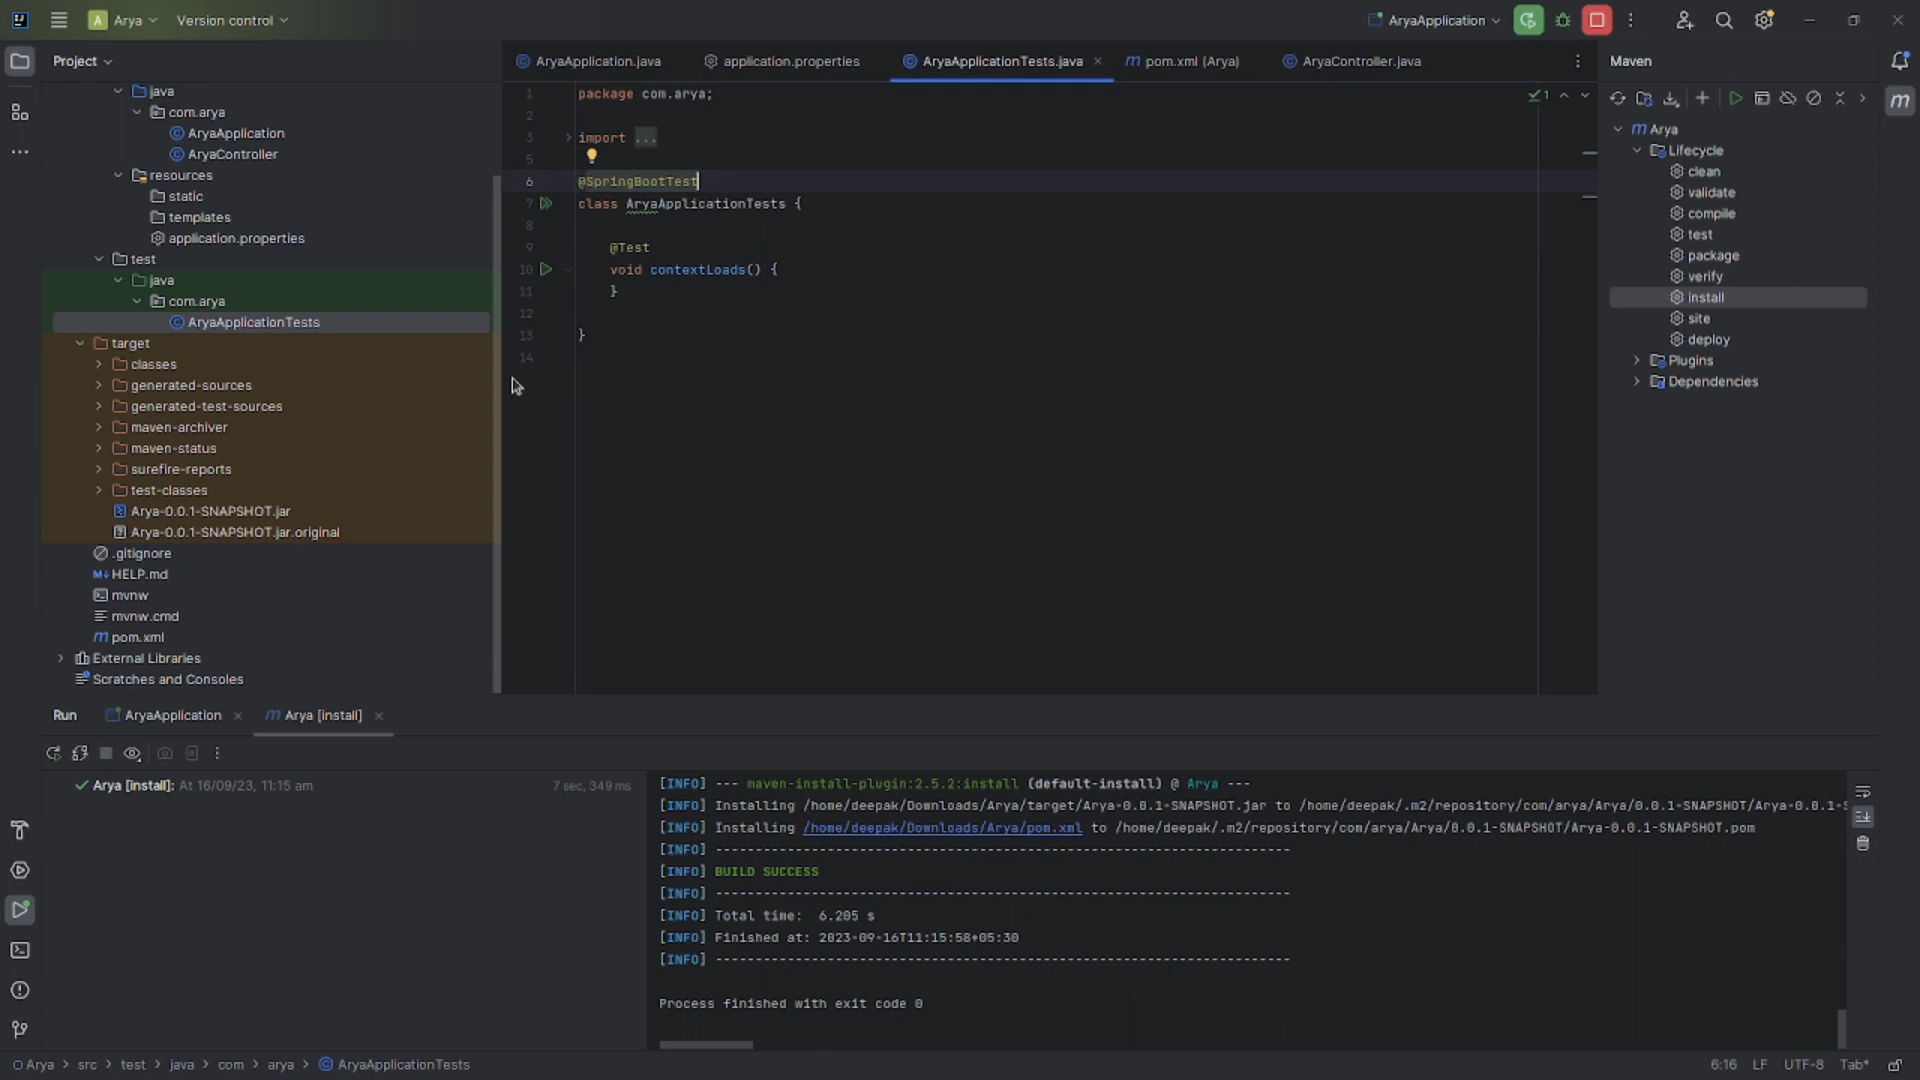 A Arya Version control AryaApplication
Project
AryaApplication.java application.properties AryaApplicationTests.java pom.xml (Arya) AryaController.java
Maven
java
com.arya
AryaApplication
AryaController
resources
static
templates
application.properties
test
java
com.arya
AryaApplicationTests
target
classes
generated-sources
generated-test-sources
maven-archiver
maven-status
surefire-reports
test-classes
Arya-0.0.1-SNAPSHOT.jar
Arya-0.0.1-SNAPSHOT.jar.original
.gitignore
HELP.md
mvnw
mvnw.cmd
pom.xml
External Libraries
Scratches and Consoles
1 package com.arya;
2
3 import ...
5
6 @SpringBootTest
7 class AryaApplicationTests {
8
9 @Test
10 void contextLoads() {
11 }
12
13 }
14
1
Arya
Lifecycle
clean
validate
compile
test
package
verify
install
site
deploy
Plugins
Dependencies
Run AryaApplication Arya [install]
Arya [install]: At 16/09/23, 11:15 am 7 sec, 349 ms
[INFO] --- maven-install-plugin:2.5.2:install (default-install) @ Arya ---
[INFO] Installing /home/deepak/Downloads/Arya/target/Arya-0.0.1-SNAPSHOT.jar to /home/deepak/.m2/repository/com/arya/Arya/0.0.1-SNAPSHOT/Arya-0.0.1-S
[INFO] Installing /home/deepak/Downloads/Arya/pom.xml to /home/deepak/.m2/repository/com/arya/Arya/0.0.1-SNAPSHOT/Arya-0.0.1-SNAPSHOT.pom
[INFO] ------------------------------------------------------------------------
[INFO] BUILD SUCCESS
[INFO] ------------------------------------------------------------------------
[INFO] Total time: 6.205 s
[INFO] Finished at: 2023-09-16T11:15:58+05:30
[INFO] ------------------------------------------------------------------------
Process finished with exit code 0
Arya > src > test > java > com > arya > AryaApplicationTests 6:16 LF UTF-8 Tab*